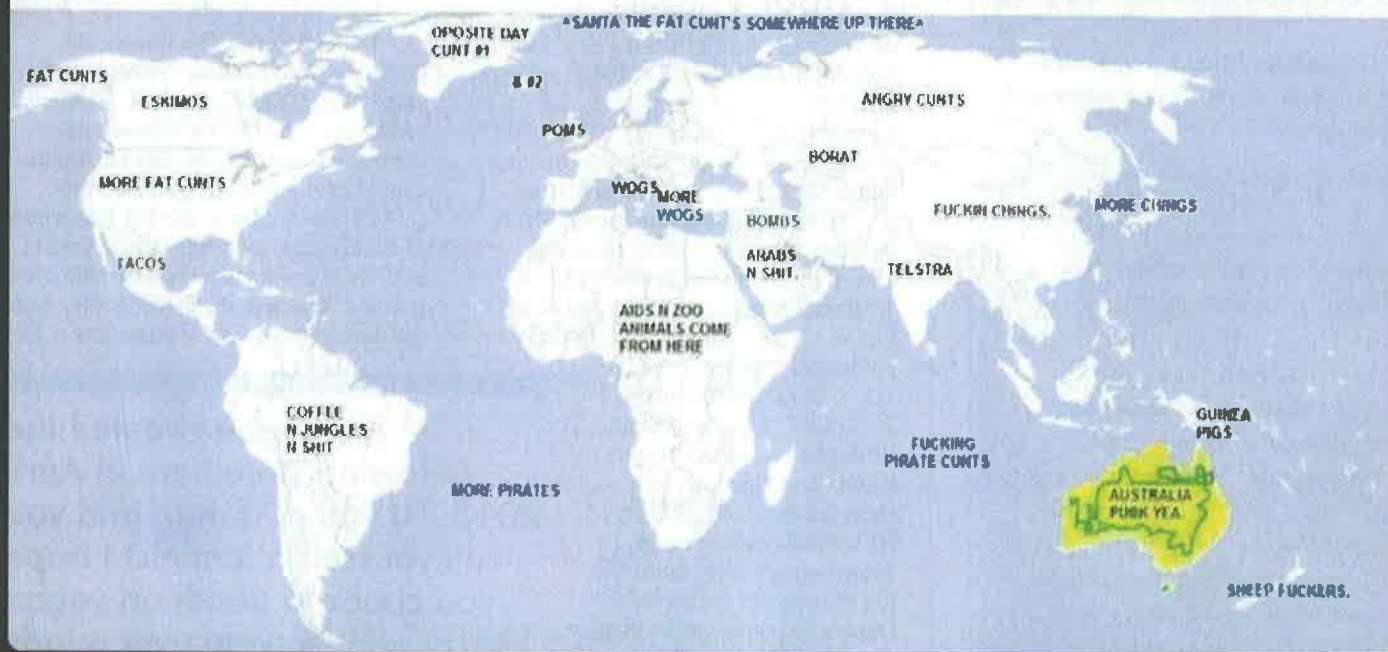 ^SANTA THE FAT CUNT'S SOMEWHERE UP THERE^
OPOSITE DAY
CUNT #1
& #2
FAT CUNTS
ESKIMOS
ANGRY CUNTS
POMS
BORAT
MORE FAT CUNTS
WOGS
MORE
WOGS
BOMBS
FUCKIN CHINGS.
MORE CHINGS
TACOS
ARABS
N SHIT.
TELSTRA
AIDS N ZOO
ANIMALS COME
FROM HERE
COFFEE
N JUNGLES
N SHIT
GUINEA
PIGS
FUCKING
PIRATE CUNTS
MORE PIRATES
AUSTRALIA
FUCK YEA.
SHEEP FUCKERS.